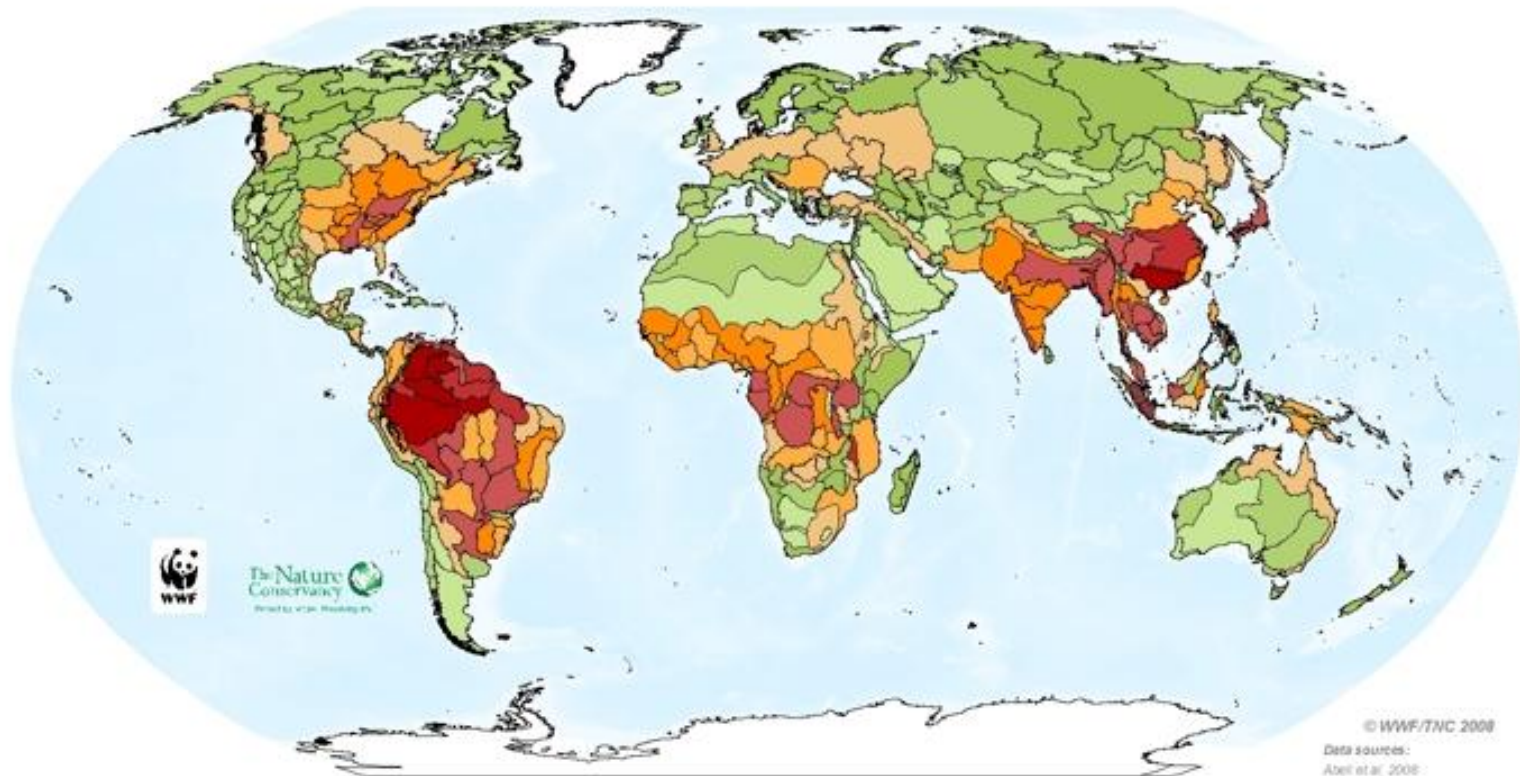 WWF
The Nature
Conservancy
© WWF/TNC 2008
Data sources:
Abell et al. 2008